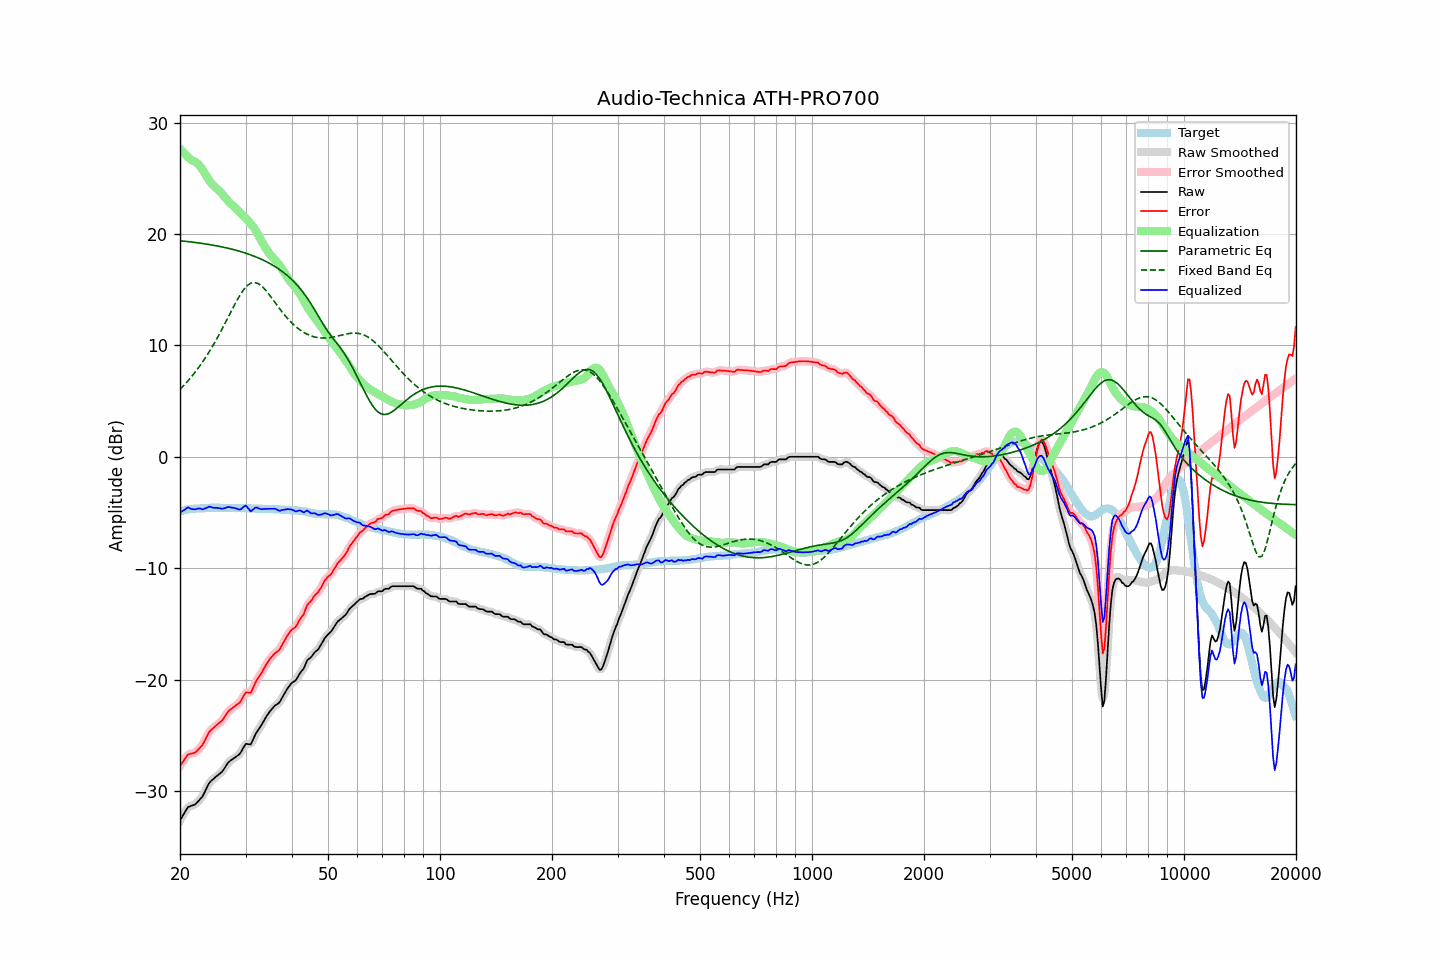 Audio-Technica ATH-PRO700
Amplitude (dBr)
30
20
10
0
−10
−20
−30
Target
Raw Smoothed
Error Smoothed
Raw
Error
Equalization
Parametric Eq
Fixed Band Eq
Equalized
20 50 100 200 500 1000 2000 5000 10000 20000
Frequency (Hz)